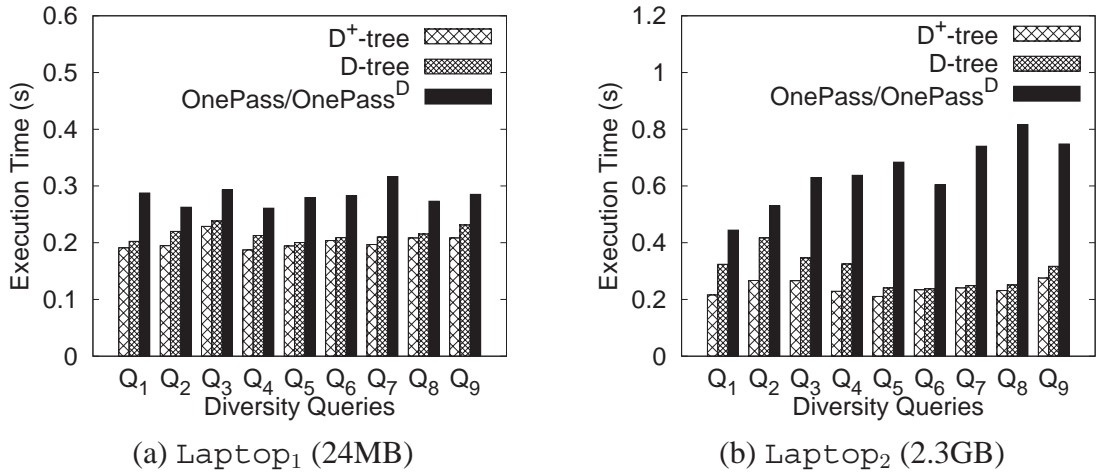 0.6
0.5
0.4
0.3
0.2
0.1
0
Execution Time (s)
D+-tree
D-tree
OnePass/OnePassD
Q1 Q2 Q3 Q4 Q5 Q6 Q7 Q8 Q9
Diversity Queries
(a) Laptop1 (24MB)
1.2
1
0.8
0.6
0.4
0.2
0
Execution Time (s)
D+-tree
D-tree
OnePass/OnePassD
Q1 Q2 Q3 Q4 Q5 Q6 Q7 Q8 Q9
Diversity Queries
(b) Laptop2 (2.3GB)